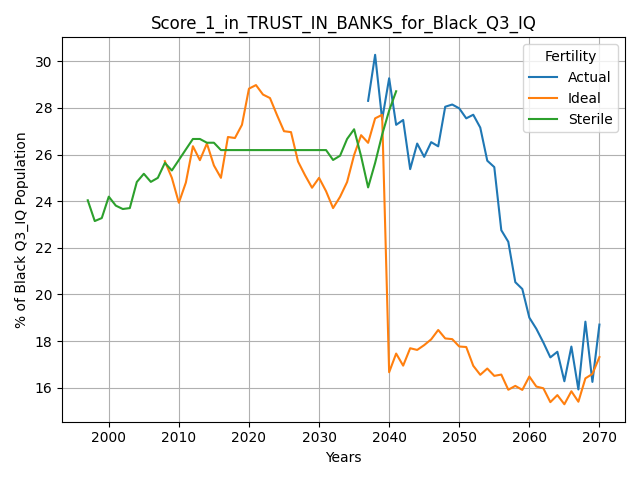 Score_1_in_TRUST_IN_BANKS_for_Black_Q3_IQ
% of Black Q3_IQ Population
30
28
26
24
22
20
18
16
Fertility
Actual
Ideal
Sterile
2000 2010 2020 2030 2040 2050 2060 2070
Years